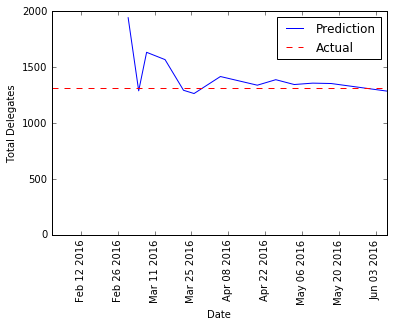 2000
1500
1000
500
0
Total Delegates
Prediction
Actual
Feb 12 2016
Feb 26 2016
Mar 11 2016
Mar 25 2016
Apr 08 2016
Apr 22 2016
May 06 2016
May 20 2016
Jun 03 2016
Date